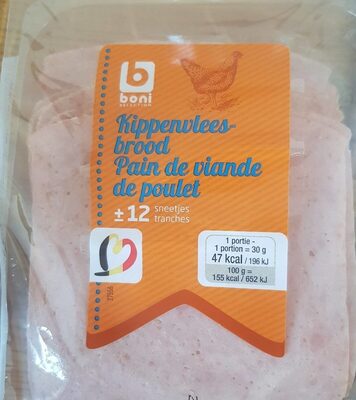 boni
SELECTION
Kippenvlees-
brood
Pain de viande
de poulet
± 12 sneetjes
tranches
1 portie -
1 portion = 30 g
47 kcal / 196 kJ
100 g =
155 kcal / 652 kJ